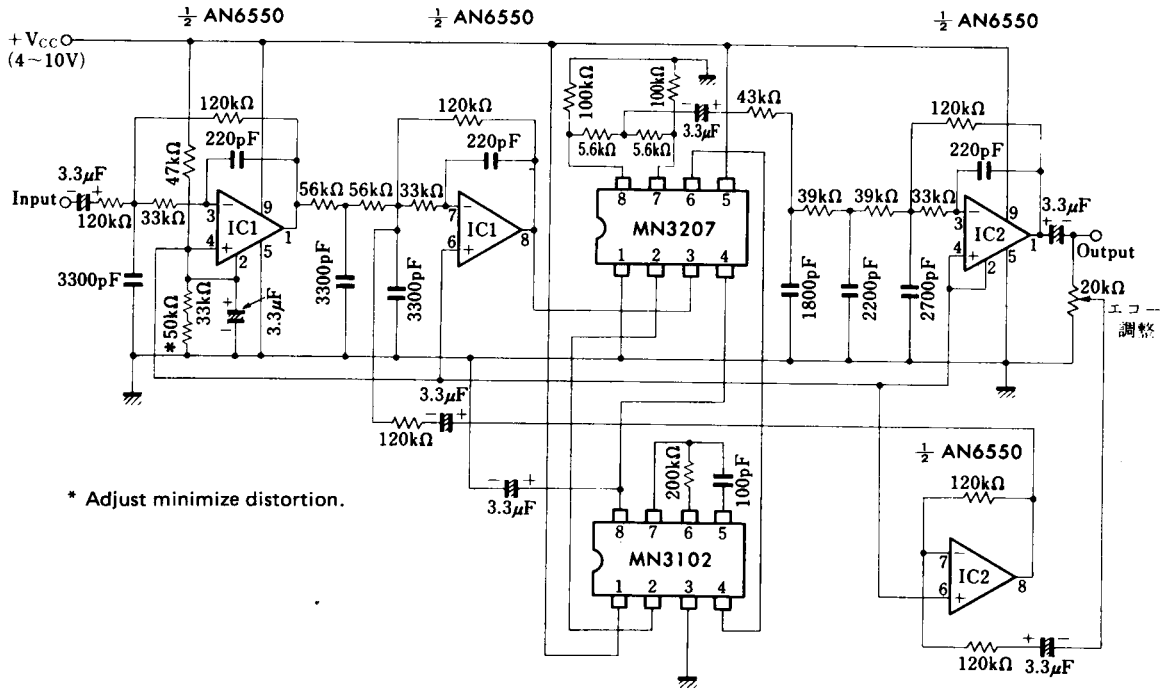 ½ AN6550
½ AN6550
½ AN6550
+ VCC
(4~10V)
120kΩ
220pF
47kΩ
3.3μF
Input
120kΩ
33kΩ
3
4
IC1
9
5
2
1
3300pF
*50kΩ
33kΩ
3.3μF
56kΩ
56kΩ
33kΩ
120kΩ
220pF
7
6
IC1
8
3300pF
3300pF
100kΩ
100kΩ
5.6kΩ
5.6kΩ
3.3μF
43kΩ
8
7
6
5
MN3207
1
2
3
4
39kΩ
39kΩ
33kΩ
120kΩ
220pF
1800pF
2200pF
2700pF
3
4
IC2
9
5
2
1
3.3μF
Output
20kΩ
エコー
調整
3.3μF
120kΩ
* Adjust minimize distortion.
3.3μF
200kΩ
100pF
8
7
6
5
MN3102
1
2
3
4
½ AN6550
120kΩ
7
6
IC2
8
120kΩ
3.3μF